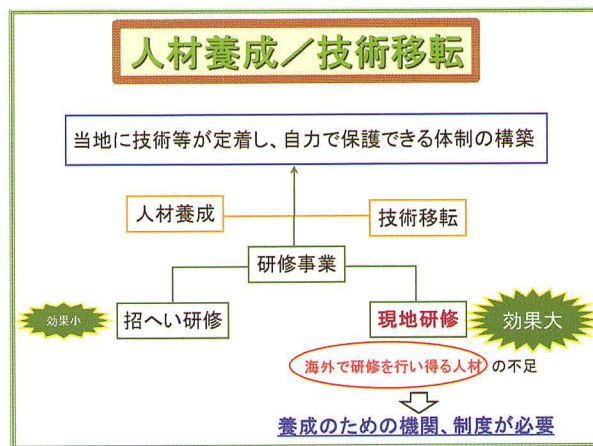 人材養成／技術移転
当地に技術等が定着し、自力で保護できる体制の構築
人材養成
技術移転
研修事業
効果小
招へい研修
現地研修
効果大
海外で研修を行い得る人材 の不足
養成のための機関、制度が必要